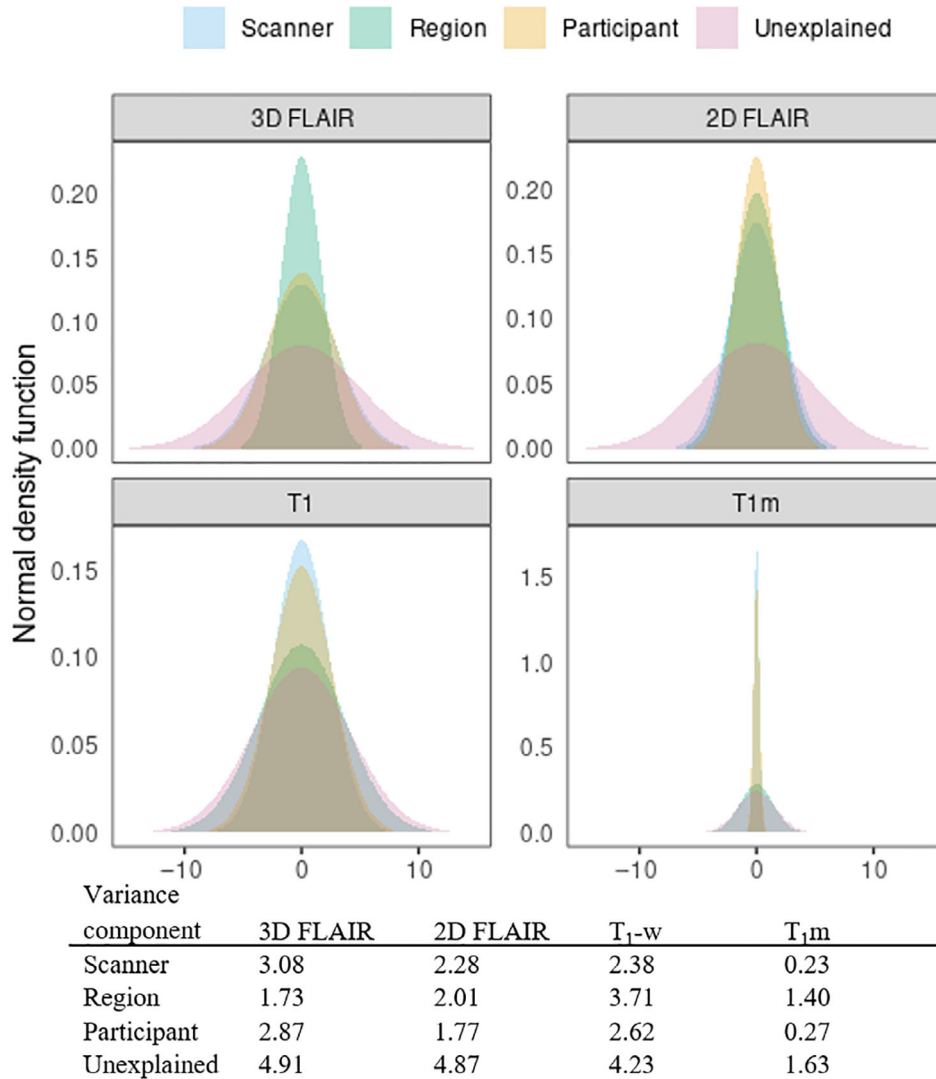 Scanner Region Participant Unexplained
3D FLAIR 2D FLAIR
Normal density function
0.20 0.20
0.15 0.15
0.10 0.10
0.05 0.05
0.00 0.00
T1 T1m
0.15 1.5
0.10 1.0
0.05 0.5
0.00 0.0
−10 0 10 −10 0 10
Variance
component 3D FLAIR 2D FLAIR T₁-w T₁m
Scanner 3.08 2.28 2.38 0.23
Region 1.73 2.01 3.71 1.40
Participant 2.87 1.77 2.62 0.27
Unexplained 4.91 4.87 4.23 1.63